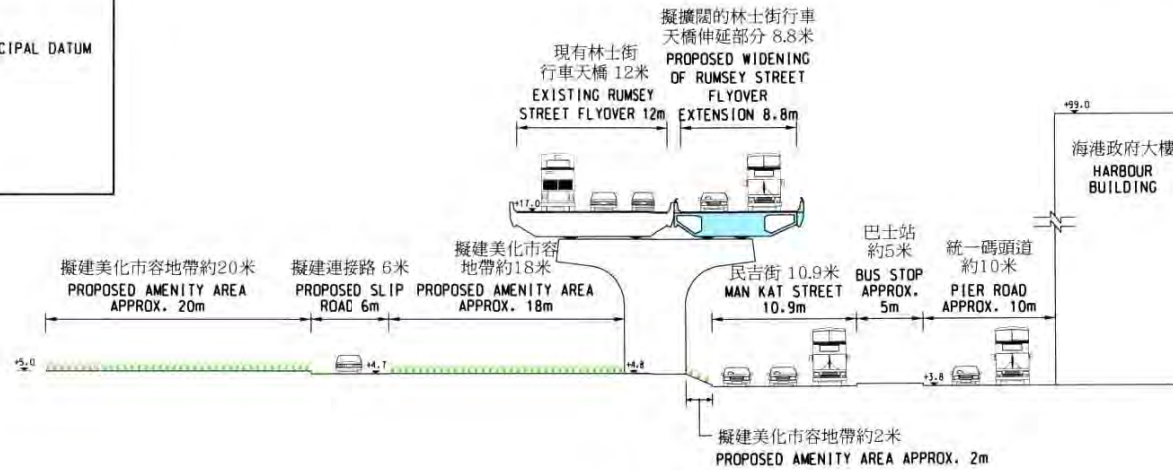 CIPAL DATUM
現有林士街
行車天橋 12米
EXISTING RUMSEY
STREET FLYOVER 12m
擬擴闊的林士街行車
天橋伸延部分 8.8米
PROPOSED WIDENING
OF RUMSEY STREET
FLYOVER
EXTENSION 8.8m
+99.0
海港政府大樓
HARBOUR
BUILDING
+17.0
擬建美化市容地帶約20米
PROPOSED AMENITY AREA
APPROX. 20m
擬建連接路 6米
PROPOSED SLIP
ROAD 6m
擬建美化市容
地帶約18米
PROPOSED AMENITY AREA
APPROX. 18m
民吉街 10.9米
MAN KAT STREET
10.9m
巴士站
約5米
BUS STOP
APPROX.
5m
統一碼頭道
約10米
PIER ROAD
APPROX. 10m
+5.0
+4.7
+4.8
+3.8
擬建美化市容地帶約2米
PROPOSED AMENITY AREA APPROX. 2m